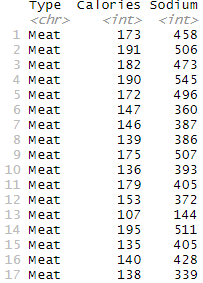 Type Calories Sodium
<chr> <int> <int>
1 Meat 173 458
2 Meat 191 506
3 Meat 182 473
4 Meat 190 545
5 Meat 172 496
6 Meat 147 360
7 Meat 146 387
8 Meat 139 386
9 Meat 175 507
10 Meat 136 393
11 Meat 179 405
12 Meat 153 372
13 Meat 107 144
14 Meat 195 511
15 Meat 135 405
16 Meat 140 428
17 Meat 138 339